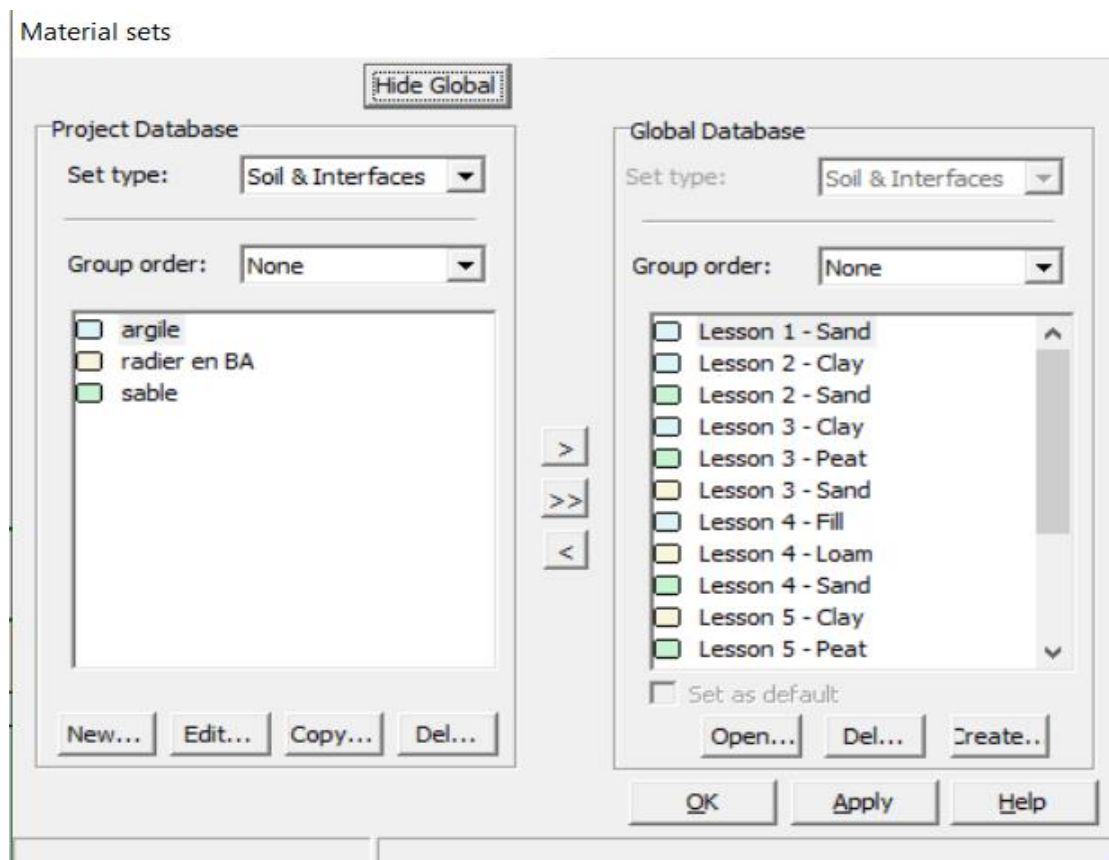 Material sets
Hide Global
Project Database
Set type: Soil & Interfaces
Group order: None
argile
radier en BA
sable
New... Edit... Copy... Del...
>
>>
<
Global Database
Set type: Soil & Interfaces
Group order: None
Lesson 1 - Sand
Lesson 2 - Clay
Lesson 2 - Sand
Lesson 3 - Clay
Lesson 3 - Peat
Lesson 3 - Sand
Lesson 4 - Fill
Lesson 4 - Loam
Lesson 4 - Sand
Lesson 5 - Clay
Lesson 5 - Peat
Set as default
Open... Del... Create..
OK Apply Help